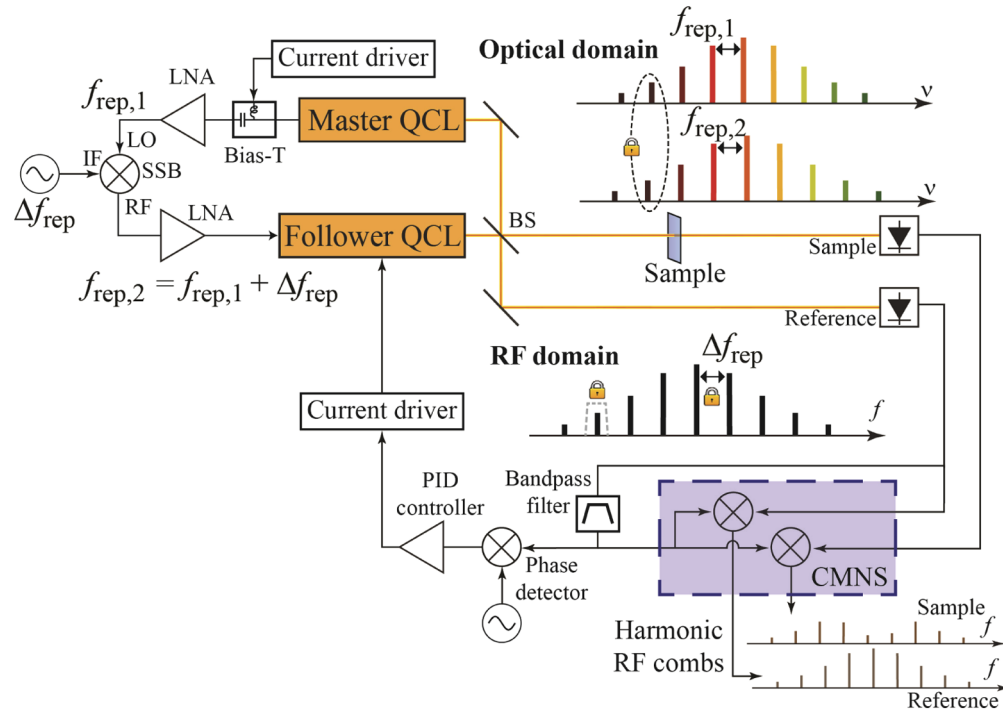 Current driver
Optical domain
f_rep,1
LNA
f_rep,1
ν
Master QCL
LO
Bias-T
IF
SSB
f_rep,2
Δf_rep
RF
LNA
ν
Follower QCL
BS
Sample
Sample
f_rep,2 = f_rep,1 + Δf_rep
Reference
RF domain
Δf_rep
Current driver
f
PID
controller
Bandpass
filter
Phase
detector
CMNS
Harmonic
RF combs
Sample
f
f
Reference